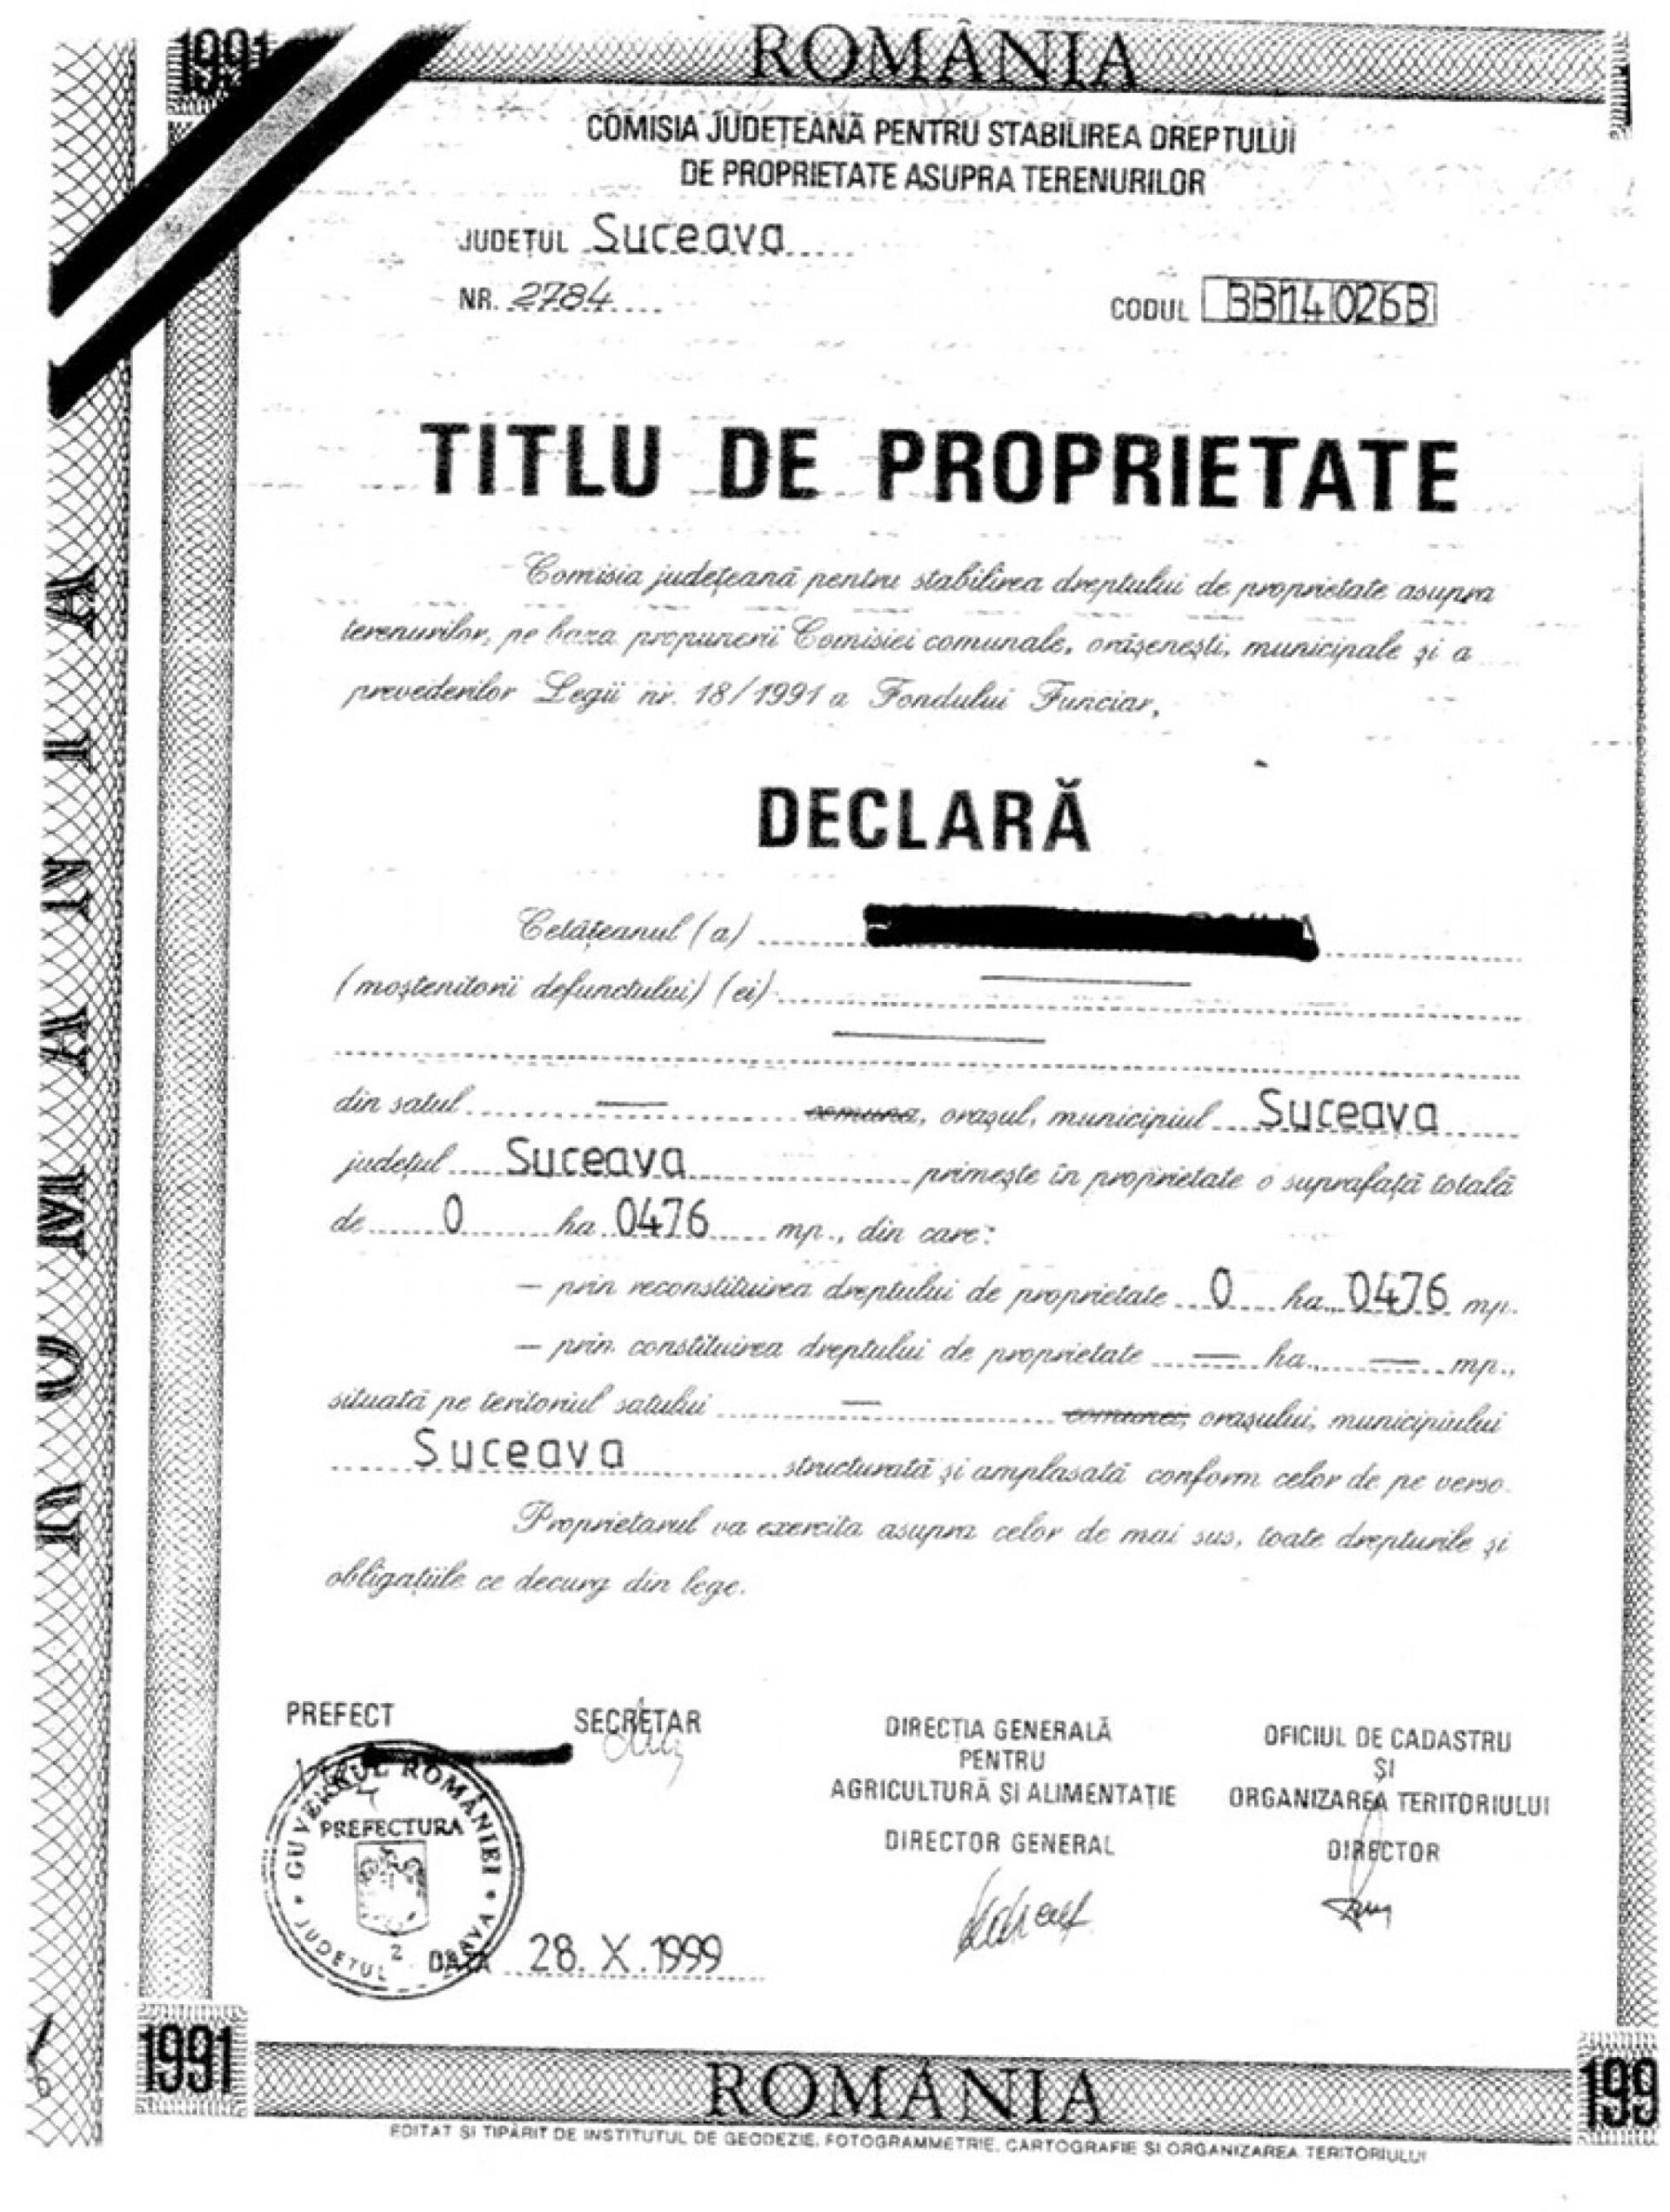 1991
ROMÂNIA
COMISIA JUDEȚEANĂ PENTRU STABILIREA DREPTULUI
DE PROPRIETATE ASUPRA TERENURILOR
JUDEȚUL Suceava
NR. 2784
CODUL
TITLU DE PROPRIETATE
Comisia județeană pentru stabilirea dreptului de proprietate asupra
terenurilor, pe baza propunerii Comisiei comunale, orășenești, municipale și a
prevederilor Legii nr. 18/1991 a Fondului Funciar,
DECLARĂ
Cetățeanul (a)
(moștenitorii defunctului) (ei)
din satul — comuna, orașul, municipiul Suceava
județul Suceava primește în proprietate o suprafață totală
de 0 ha 0476 mp., din care:
— prin reconstituirea dreptului de proprietate 0 ha. 0476 mp.
— prin constituirea dreptului de proprietate — ha. — mp.,
situată pe teritoriul satului — comunei, orașului, municipiului
Suceava structurată și amplasată conform celor de pe verso.
Proprietarul va exercita asupra celor de mai sus, toate drepturile și
obligațiile ce decurg din lege.
PREFECT
SECRETAR
DIRECȚIA GENERALĂ
PENTRU
AGRICULTURĂ ȘI ALIMENTAȚIE
DIRECTOR GENERAL
OFICIUL DE CADASTRU
ȘI
ORGANIZAREA TERITORIULUI
DIRECTOR
GUVERNUL ROMÂNIEI
PREFECTURA
JUDEȚUL
2
DATA 28. X. 1999
1991
ROMÂNIA
199
EDITAT ȘI TIPĂRIT DE INSTITUTUL DE GEODEZIE, FOTOGRAMMETRIE, CARTOGRAFIE ȘI ORGANIZAREA TERITORIULUI
ROMÂNIA